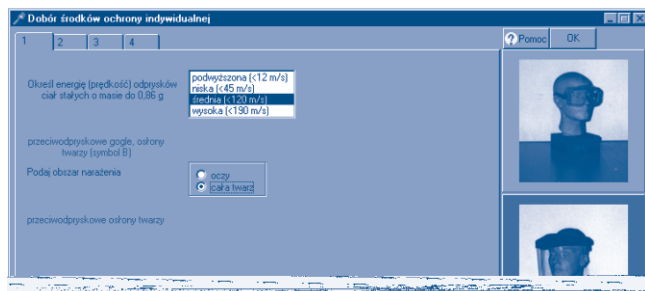 Dobór środków ochrony indywidualnej
1 2 3 4
Pomoc OK
Określ energię (prędkość) odprysków
ciał stałych o masie do 0,86 g
podwyższona (<12 m/s)
niska (<45 m/s)
średnia (<120 m/s)
wysoka (<190 m/s)
przeciwodpryskowe gogle, osłony
twarzy (symbol B)
Podaj obszar narażenia
oczy
cała twarz
przeciwodpryskowe osłony twarzy